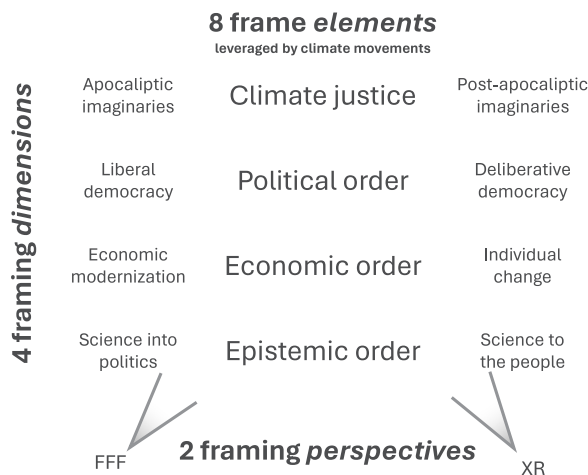 8 frame elements
leveraged by climate movements
4 framing dimensions
Apocaliptic
imaginaries
Climate justice
Post-apocaliptic
imaginaries
Liberal
democracy
Political order
Deliberative
democracy
Economic
modernization
Economic order
Individual
change
Science into
politics
Epistemic order
Science to
the people
FFF
2 framing perspectives
XR